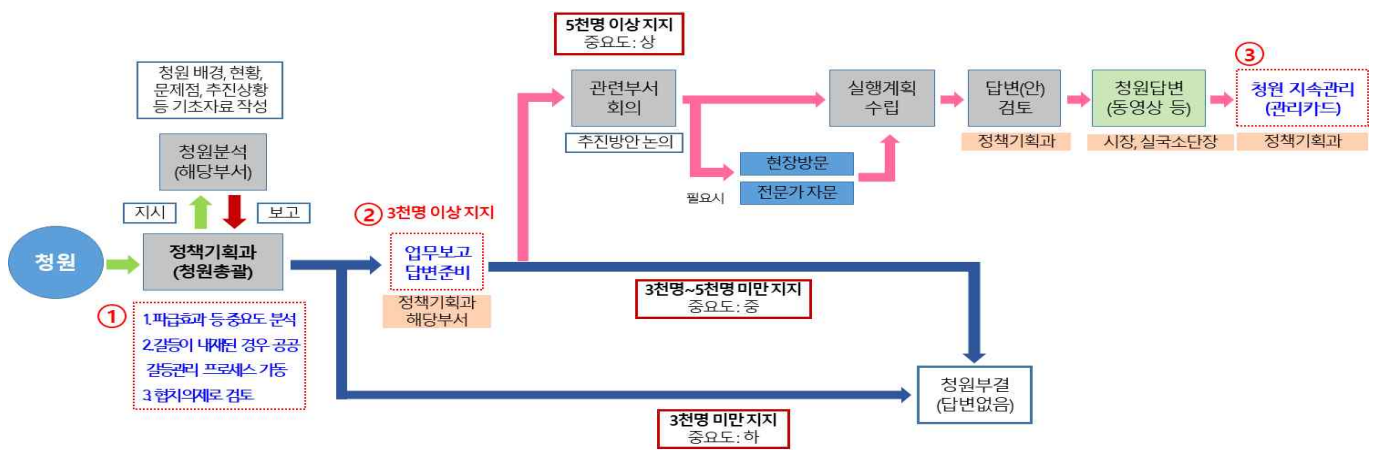 5천명 이상 지지
중요도 : 상
청원 배경, 현황,
문제점, 추진상황
등 기초자료 작성
관련부서
회의
추진방안 논의
실행계획
수립
답변(안)
검토
정책기획과
청원답변
(동영상 등)
시장, 실국소단장
③
청원 지속관리
(관리카드)
정책기획과
필요시
현장방문
전문가 자문
청원분석
(해당부서)
지시
보고
청원
정책기획과
(청원총괄)
② 3천명 이상 지지
업무보고
답변준비
정책기획과
해당부서
①
1.파급효과 등 중요도 분석
2.갈등이 내재된 경우 공공
갈등관리 프로세스 가동
3.협치의제로 검토
3천명~5천명 미만 지지
중요도 : 중
청원부결
(답변없음)
3천명 미만 지지
중요도 : 하